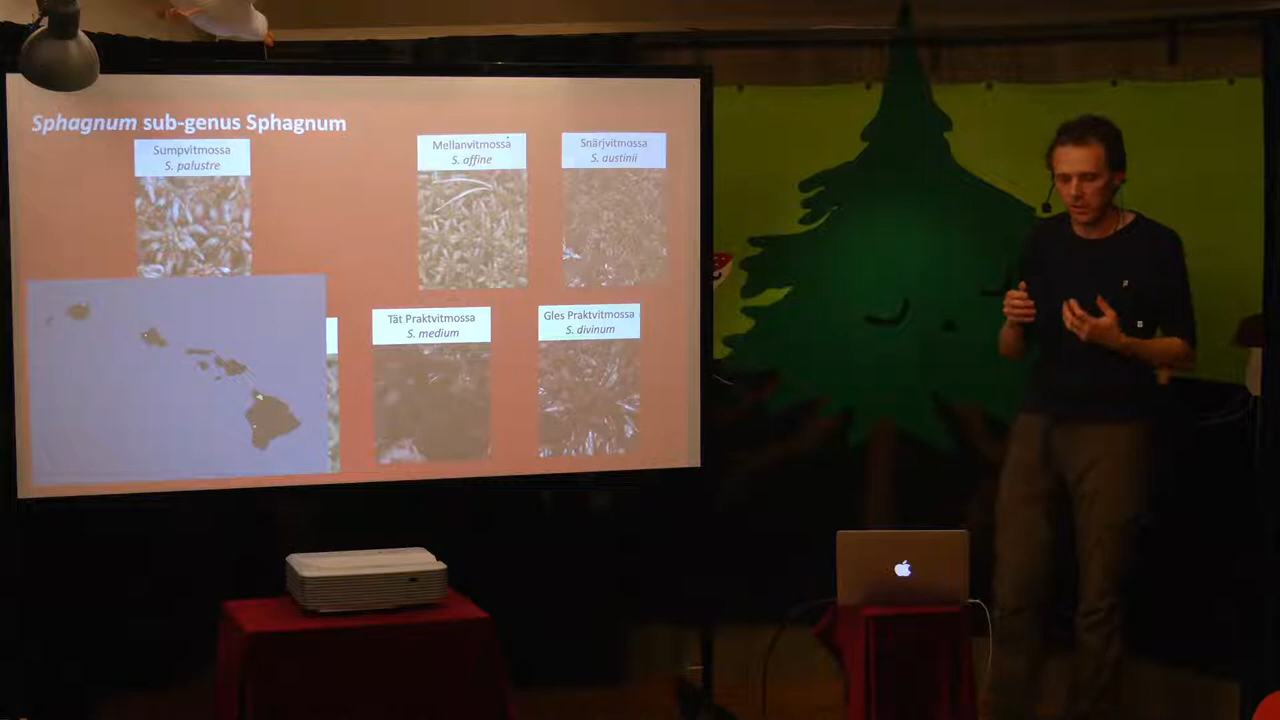 Sphagnum sub-genus Sphagnum
Sumpvitmossa
S. palustre
Mellanvitmossa
S. affine
Snärjvitmossa
S. austinii
Tät Praktvitmossa
S. medium
Gles Praktvitmossa
S. divinum